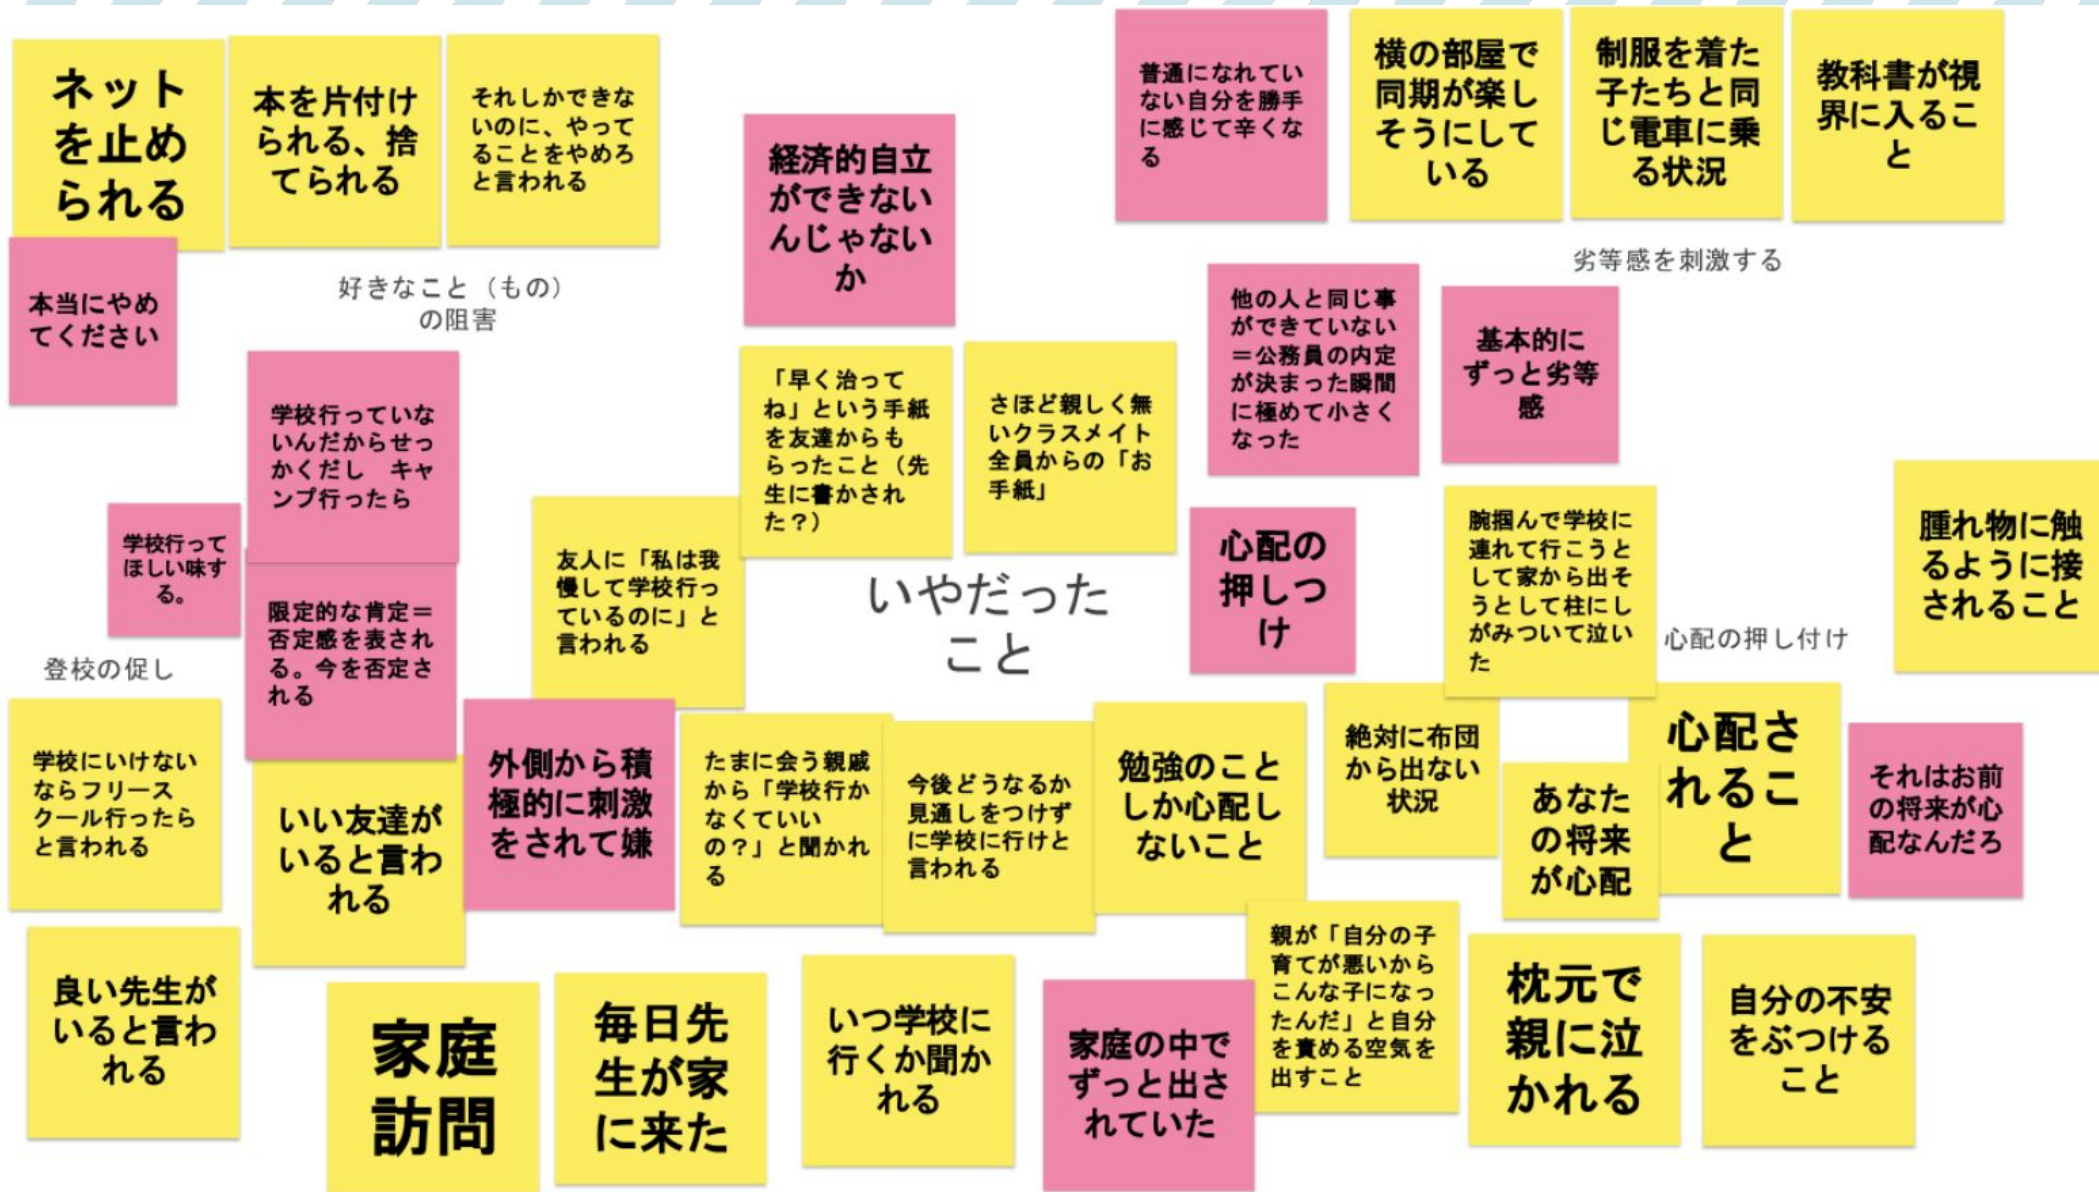 ネット
を止め
られる
本を片付け
られる、捨
てられる
それしかできな
いのに、やって
ることをやめろ
と言われる
経済的自立
ができない
んじゃない
か
普通になれてい
ない自分を勝手
に感じて辛くな
る
横の部屋で
同期が楽し
そうにして
いる
制服を着た
子たちと同
じ電車に乗
る状況
教科書が視
界に入るこ
と
本当にやめ
てください
好きなこと（もの）
の阻害
劣等感を刺激する
他の人と同じ事
ができていない
＝公務員の内定
が決まった瞬間
に極めて小さく
なった
基本的に
ずっと劣等
感
学校行っていな
いんだからせっ
かくだし　キャ
ンプ行ったら
「早く治って
ね」という手紙
を友達からも
らったこと（先
生に書かされ
た？）
さほど親しく無
いクラスメイト
全員からの「お
手紙」
学校行って
ほしい味す
る。
限定的な肯定＝
否定感を表され
る。今を否定さ
れる
友人に「私は我
慢して学校行っ
ているのに」と
言われる
いやだった
こと
心配の
押しつ
け
腕掴んで学校に
連れて行こうと
して家から出そ
うとして柱にし
がみついて泣い
た
心配の押し付け
腫れ物に触
るように接
されること
登校の促し
学校にいけない
ならフリース
クール行ったら
と言われる
いい友達が
いると言わ
れる
外側から積
極的に刺激
をされて嫌
たまに会う親戚
から「学校行か
なくていい
の？」と聞かれ
る
今後どうなるか
見通しをつけず
に学校に行けと
言われる
勉強のこと
しか心配し
ないこと
絶対に布団
から出ない
状況
あなた
の将来
が心配
心配さ
れるこ
と
それはお前
の将来が心
配なんだろ
良い先生が
いると言わ
れる
家庭
訪問
毎日先
生が家
に来た
いつ学校に
行くか聞か
れる
家庭の中で
ずっと出さ
れていた
親が「自分の子
育てが悪いから
こんな子になっ
たんだ」と自分
を責める空気を
出すこと
枕元で
親に泣
かれる
自分の不安
をぶつける
こと